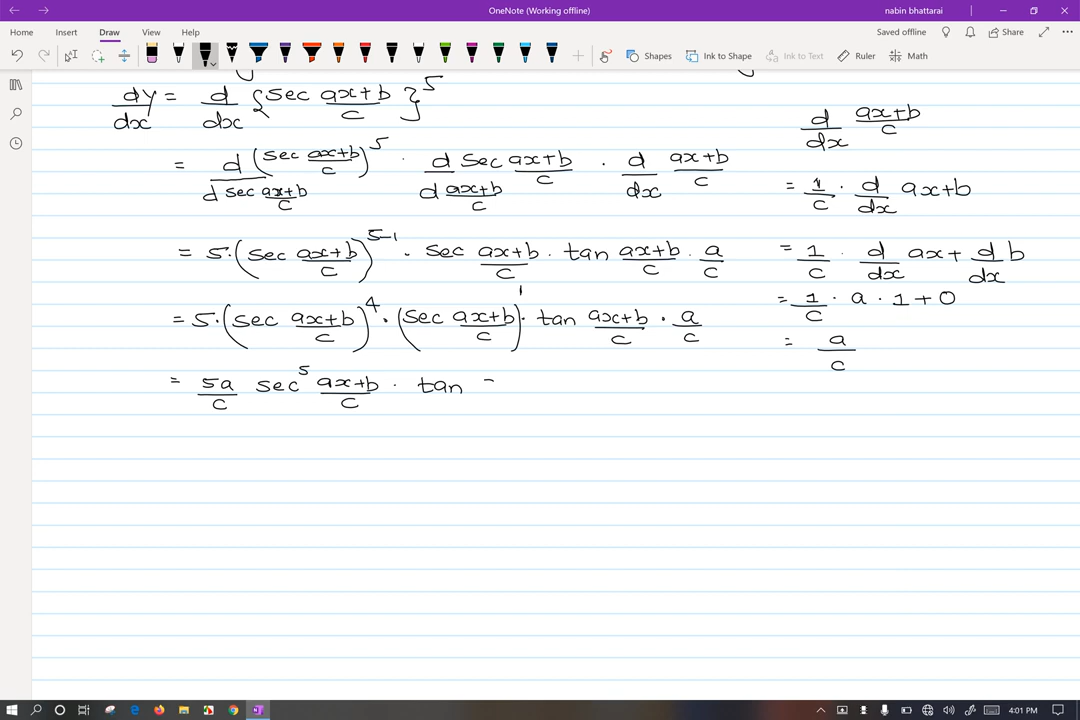 OneNote (Working offline)
nabin bhattarai
Home Insert Draw View Help
Saved offline Share
Shapes Ink to Shape Ink to Text Ruler Math
dy/dx = d/dx {sec (ax+b)/c}^5
= d(sec (ax+b)/c)^5 / d sec (ax+b)/c · d sec (ax+b)/c / d (ax+b)/c · d/dx (ax+b)/c
= 5·(sec (ax+b)/c)^5-1 · sec (ax+b)/c · tan (ax+b)/c · a/c
= 5·(sec (ax+b)/c)^4 · (sec (ax+b)/c)^1 · tan (ax+b)/c · a/c
= 5a/c sec^5 (ax+b)/c · tan
d/dx (ax+b)/c
= 1/c · d/dx ax+b
= 1/c · d/dx ax + d/dx b
= 1/c · a · 1 + 0
= a/c
4:01 PM